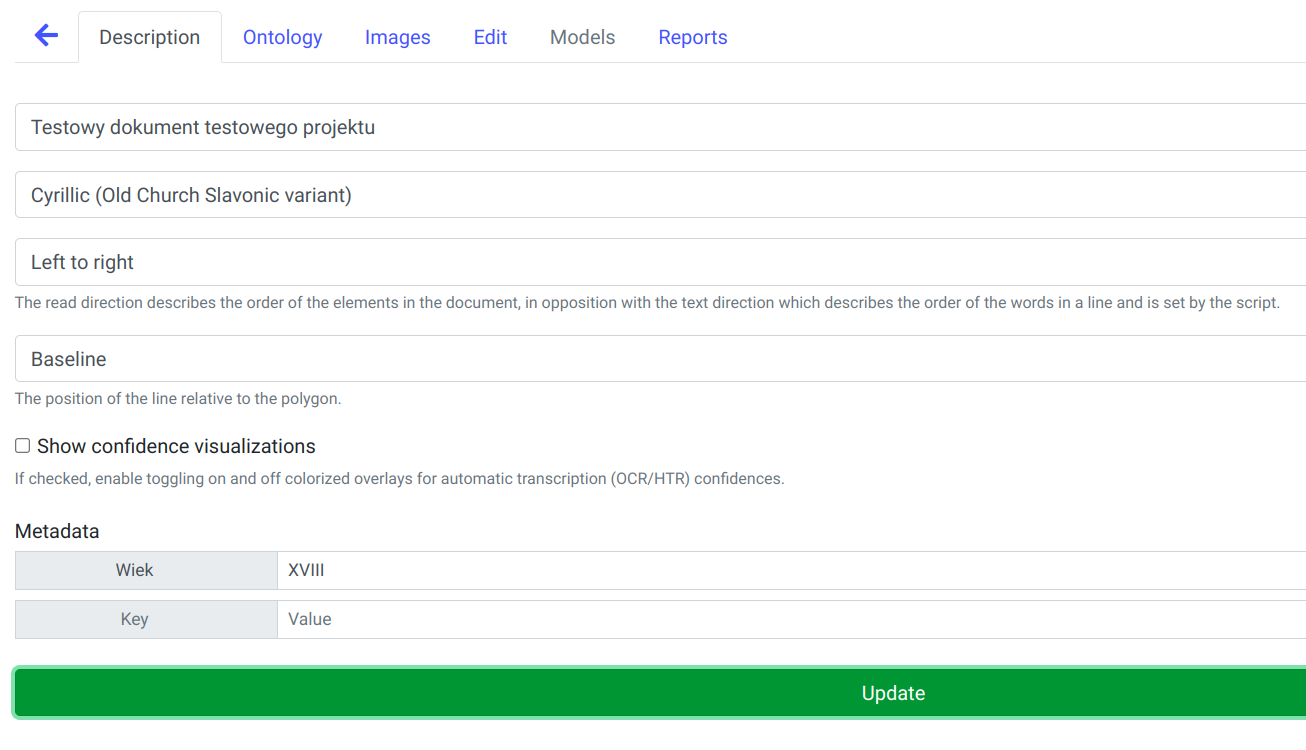 Description Ontology Images Edit Models Reports
Testowy dokument testowego projektu
Cyrillic (Old Church Slavonic variant)
Left to right
The read direction describes the order of the elements in the document, in opposition with the text direction which describes the order of the words in a line and is set by the script.
Baseline
The position of the line relative to the polygon.
Show confidence visualizations
If checked, enable toggling on and off colorized overlays for automatic transcription (OCR/HTR) confidences.
Metadata
Wiek XVIII
Key Value
Update